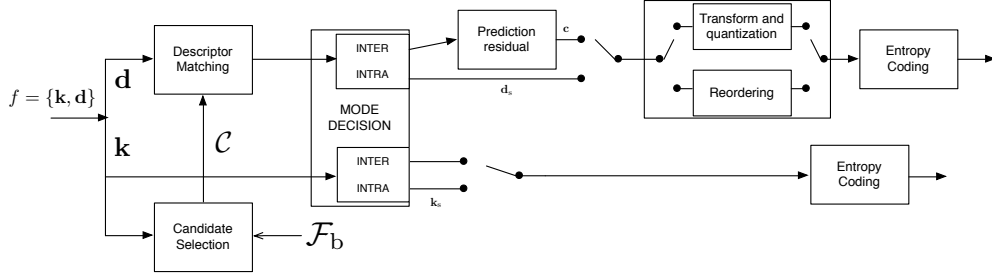 f = {k, d}
d
k
Descriptor
Matching
C
Candidate
Selection
F_b
INTER
INTRA
MODE
DECISION
INTER
INTRA
Prediction
residual
c
d_s
k_s
Transform and
quantization
Reordering
Entropy
Coding
Entropy
Coding